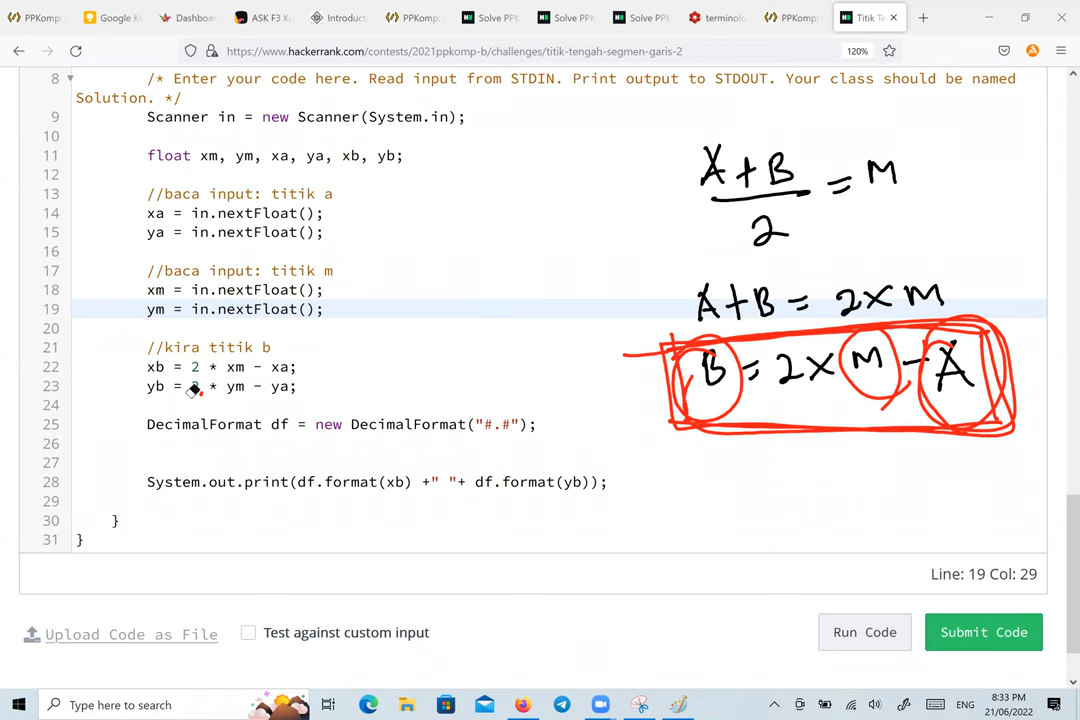 PPKomp:
Google K
Dashboar
ASK F3 K
Introducti
PPKomp:
Solve PPK
Solve PPK
Solve PPK
terminolo
PPKomp:
Titik Te
https://www.hackerrank.com/contests/2021ppkomp-b/challenges/titik-tengah-segmen-garis-2
120%
8 /* Enter your code here. Read input from STDIN. Print output to STDOUT. Your class should be named
Solution. */
9 Scanner in = new Scanner(System.in);
10
11 float xm, ym, xa, ya, xb, yb;
12
13 //baca input: titik a
14 xa = in.nextFloat();
15 ya = in.nextFloat();
16
17 //baca input: titik m
18 xm = in.nextFloat();
19 ym = in.nextFloat();
20
21 //kira titik b
22 xb = 2 * xm - xa;
23 yb = 2 * ym - ya;
24
25 DecimalFormat df = new DecimalFormat("#.#");
26
27
28 System.out.print(df.format(xb) +" "+ df.format(yb));
29
30 }
31 }
A+B
= M
2
A+B = 2 x M
B = 2 x M - A
Line: 19 Col: 29
Upload Code as File
Test against custom input
Run Code
Submit Code
Type here to search
ENG
8:33 PM
21/06/2022